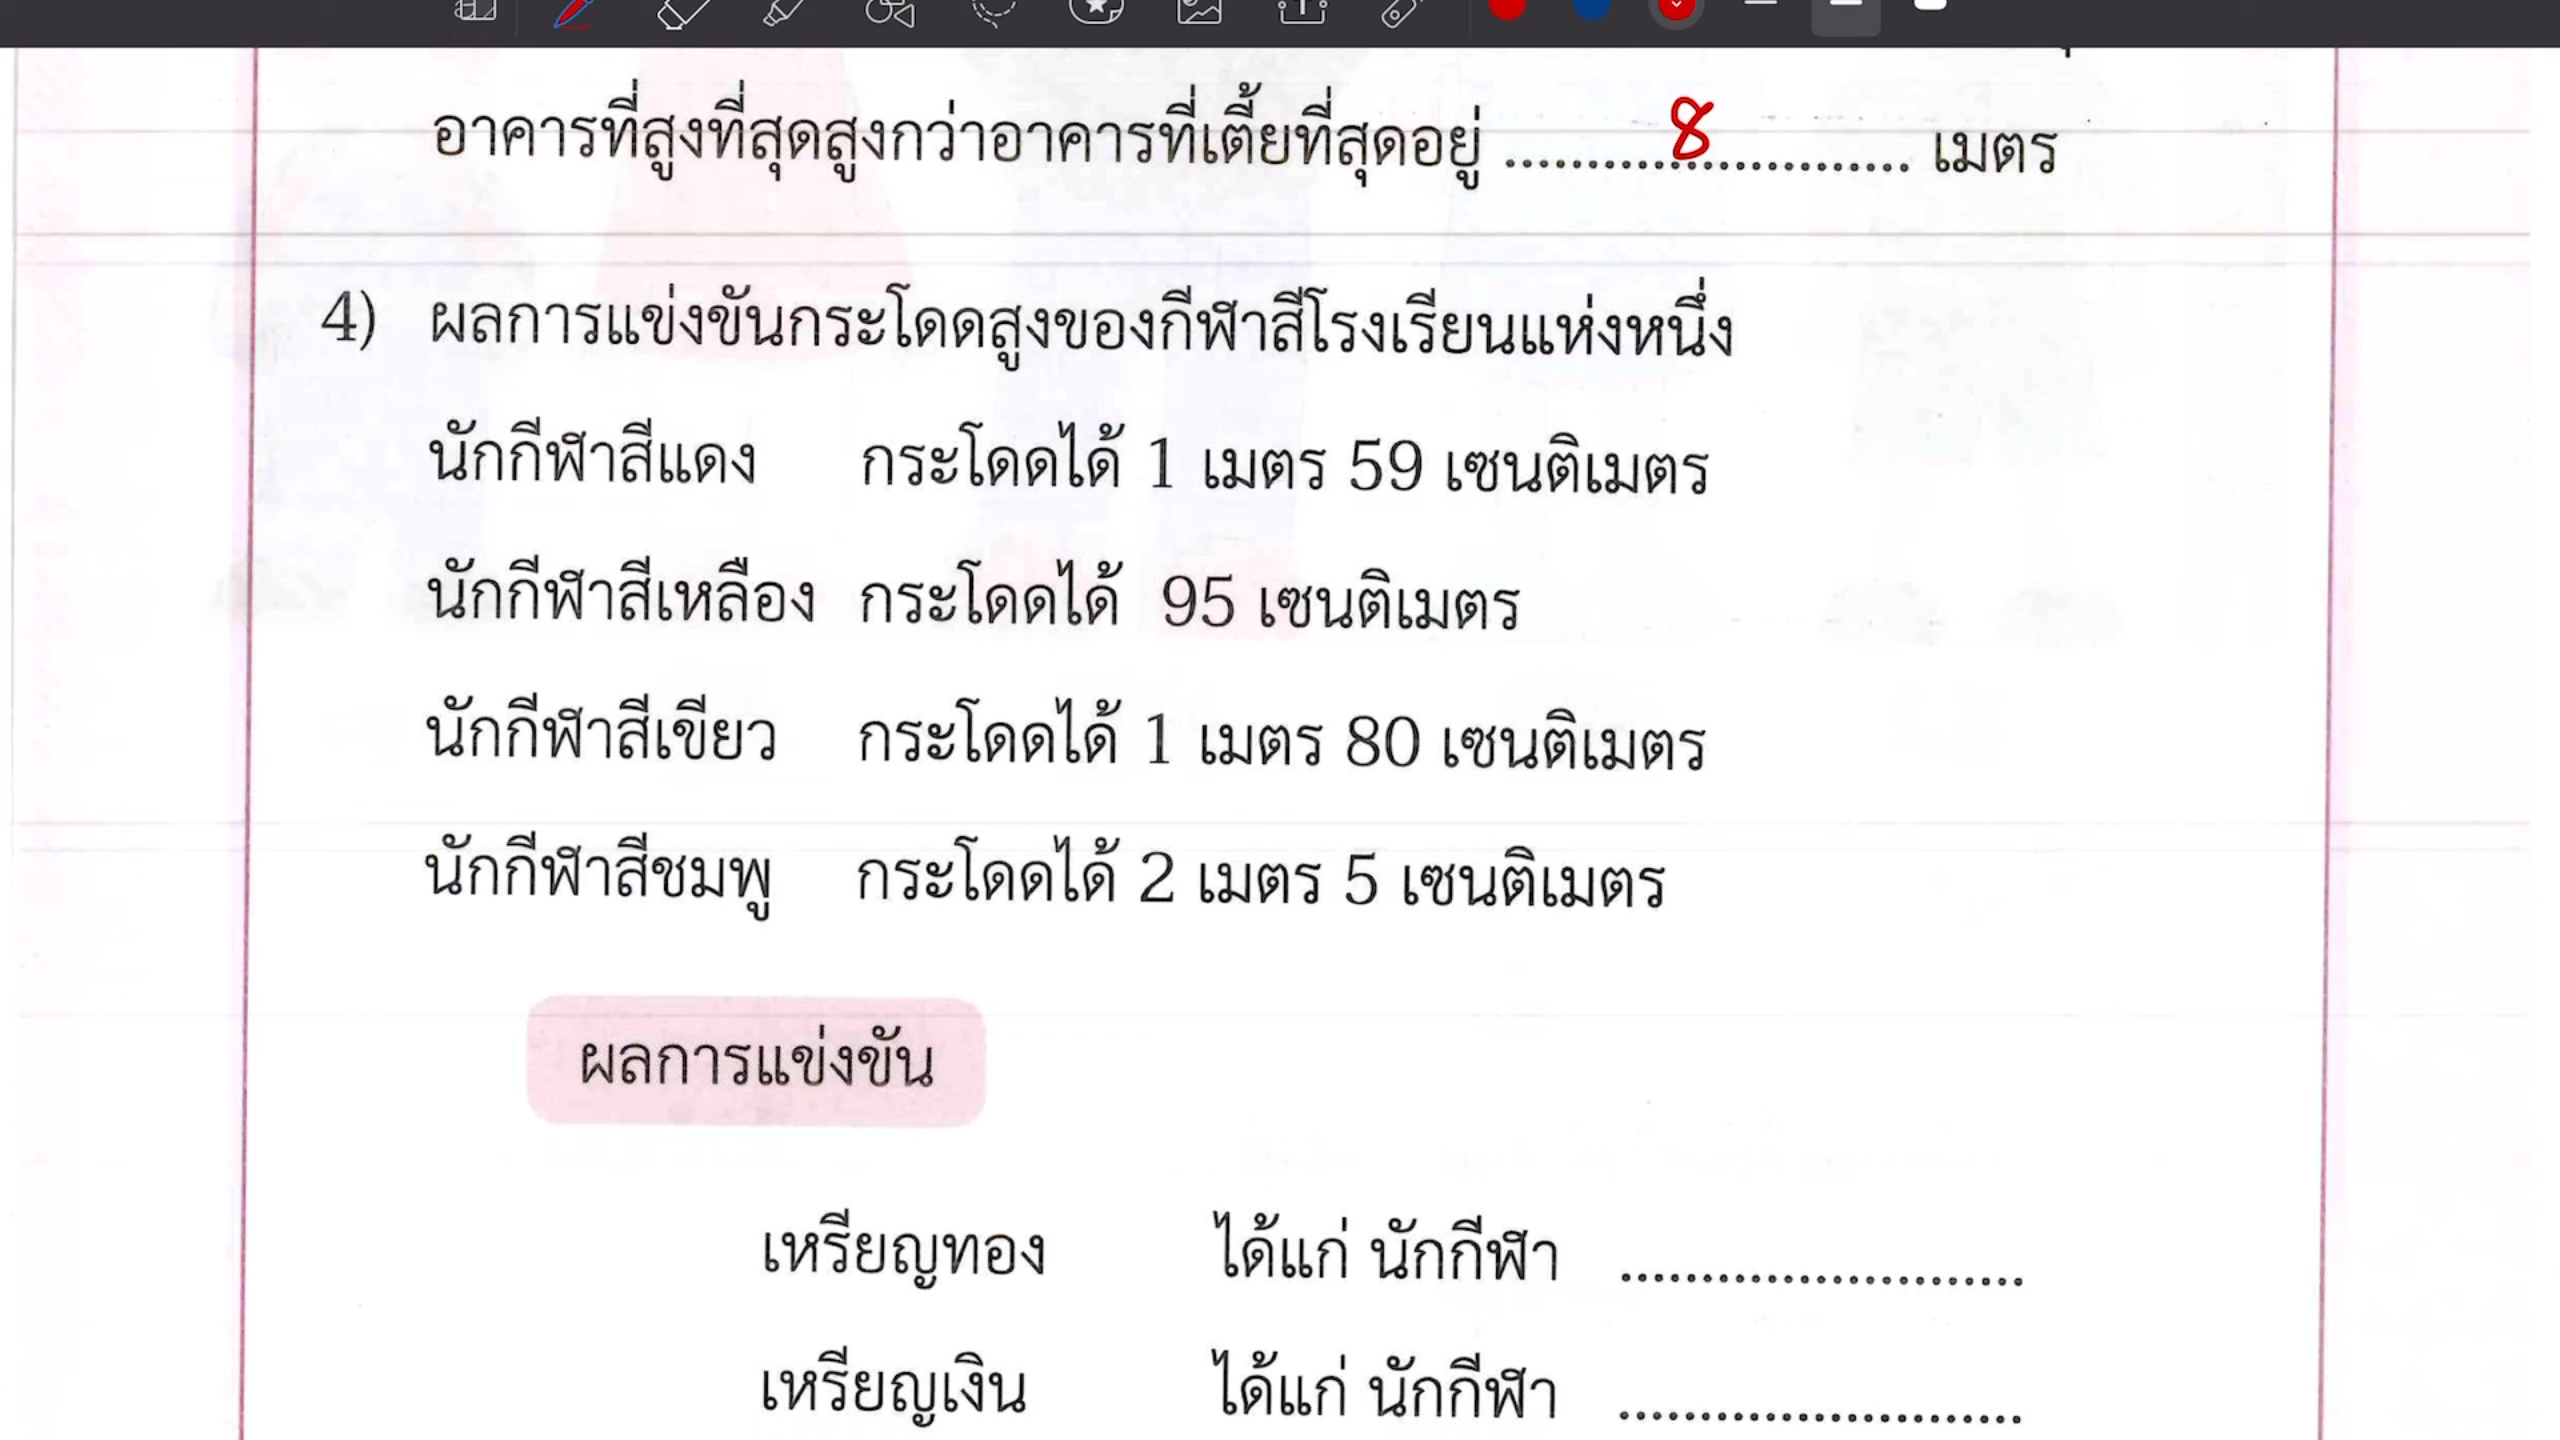 อาคารที่สูงที่สุดสูงกว่าอาคารที่เตี้ยที่สุดอยู่ ........8........ เมตร
4) ผลการแข่งขันกระโดดสูงของกีฬาสีโรงเรียนแห่งหนึ่ง
นักกีฬาสีแดง กระโดดได้ 1 เมตร 59 เซนติเมตร
นักกีฬาสีเหลือง กระโดดได้ 95 เซนติเมตร
นักกีฬาสีเขียว กระโดดได้ 1 เมตร 80 เซนติเมตร
นักกีฬาสีชมพู กระโดดได้ 2 เมตร 5 เซนติเมตร
ผลการแข่งขัน
เหรียญทอง ได้แก่ นักกีฬา ........................
เหรียญเงิน ได้แก่ นักกีฬา ........................